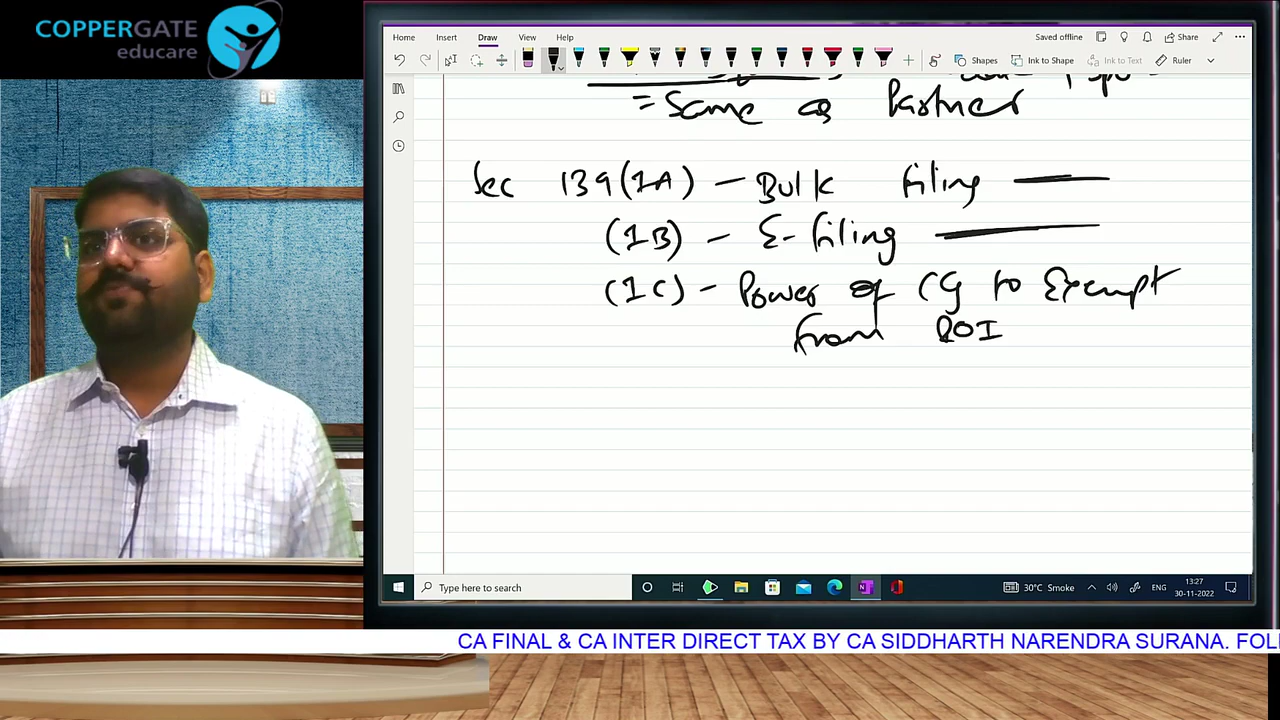 COPPERGATE
educare
Home Insert Draw View Help
Saved offline
Share
Shapes
Ink to Shape
Ink to Text
Ruler
= Same as Partner
Sec 139(1A) - Bulk filing
(1B) - E-filing
(1C) - Power of CG to Exempt
from ROI
Type here to search
30°C Smoke
ENG
13:27
30-11-2022
CA FINAL & CA INTER DIRECT TAX BY CA SIDDHARTH NARENDRA SURANA. FOL